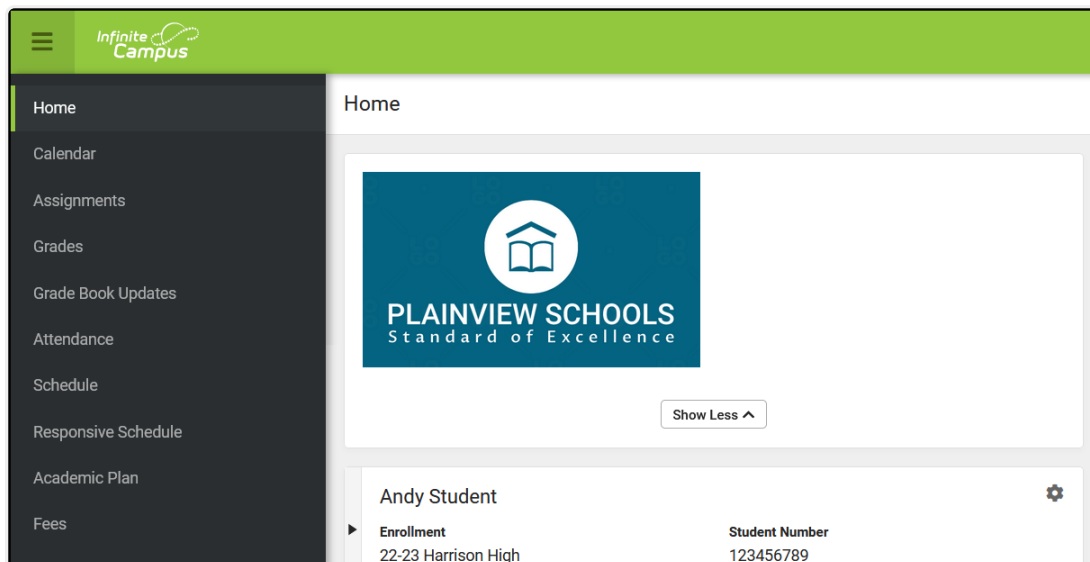 Infinite
Campus
Home
Calendar
Assignments
Grades
Grade Book Updates
Attendance
Schedule
Responsive Schedule
Academic Plan
Fees
Home
PLAINVIEW SCHOOLS
Standard of Excellence
Show Less
Andy Student
Enrollment
22-23 Harrison High
Student Number
123456789